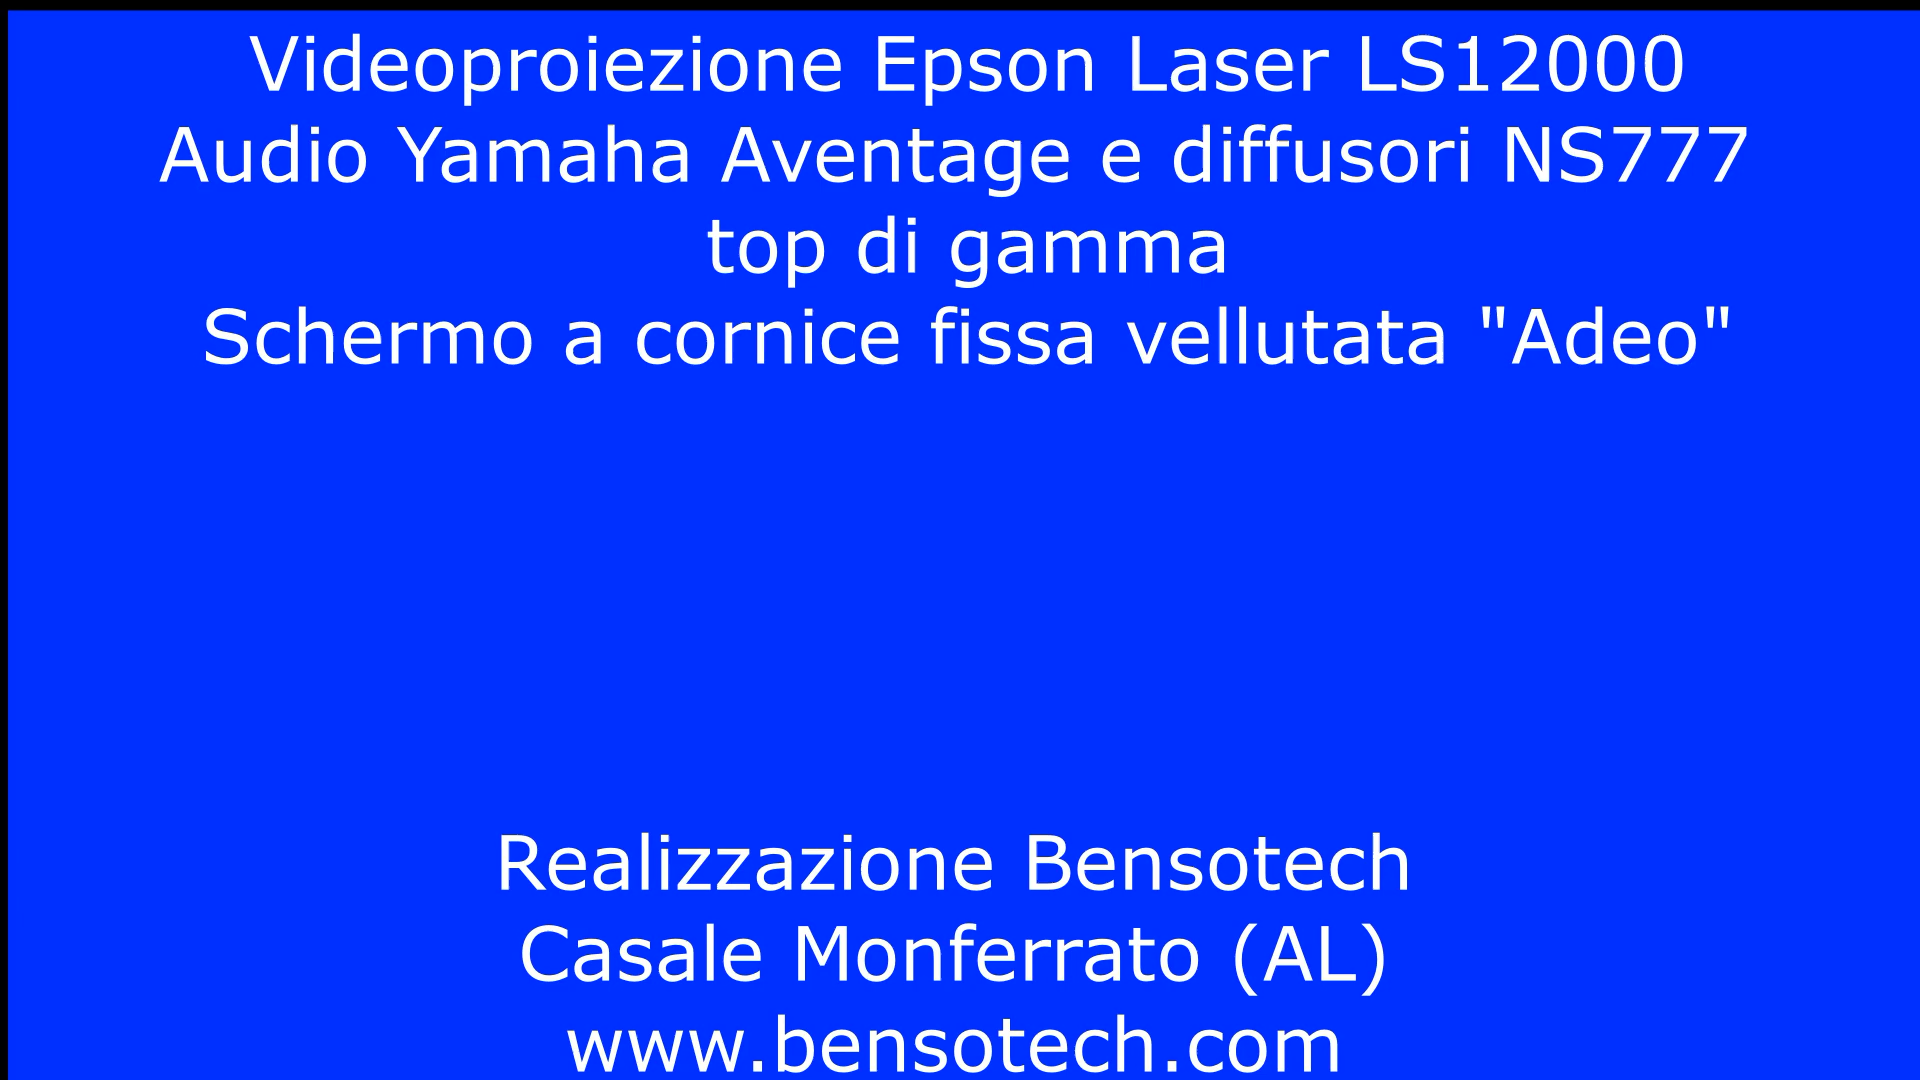 Videoproiezione Epson Laser LS12000
Audio Yamaha Aventage e diffusori NS777
top di gamma
Schermo a cornice fissa vellutata "Adeo"
Realizzazione Bensotech
Casale Monferrato (AL)
www.bensotech.com